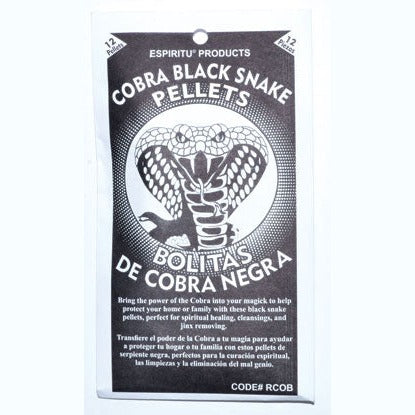 12
Pellets
12
Piezas
ESPIRITU® PRODUCTS
COBRA BLACK SNAKE
PELLETS
BOLITAS
DE COBRA NEGRA
Bring the power of the Cobra into your magick to help
protect your home or family with these black snake
pellets, perfect for spiritual healing, cleansings, and
jinx removing.
Transfiere el poder de la Cobra a tu magia para ayudar
a proteger tu hogar o tu familia con estos pellets de
serpiente negra, perfectos para la curación espiritual,
las limpiezas y la eliminación del mal genio.
CODE# RCOB